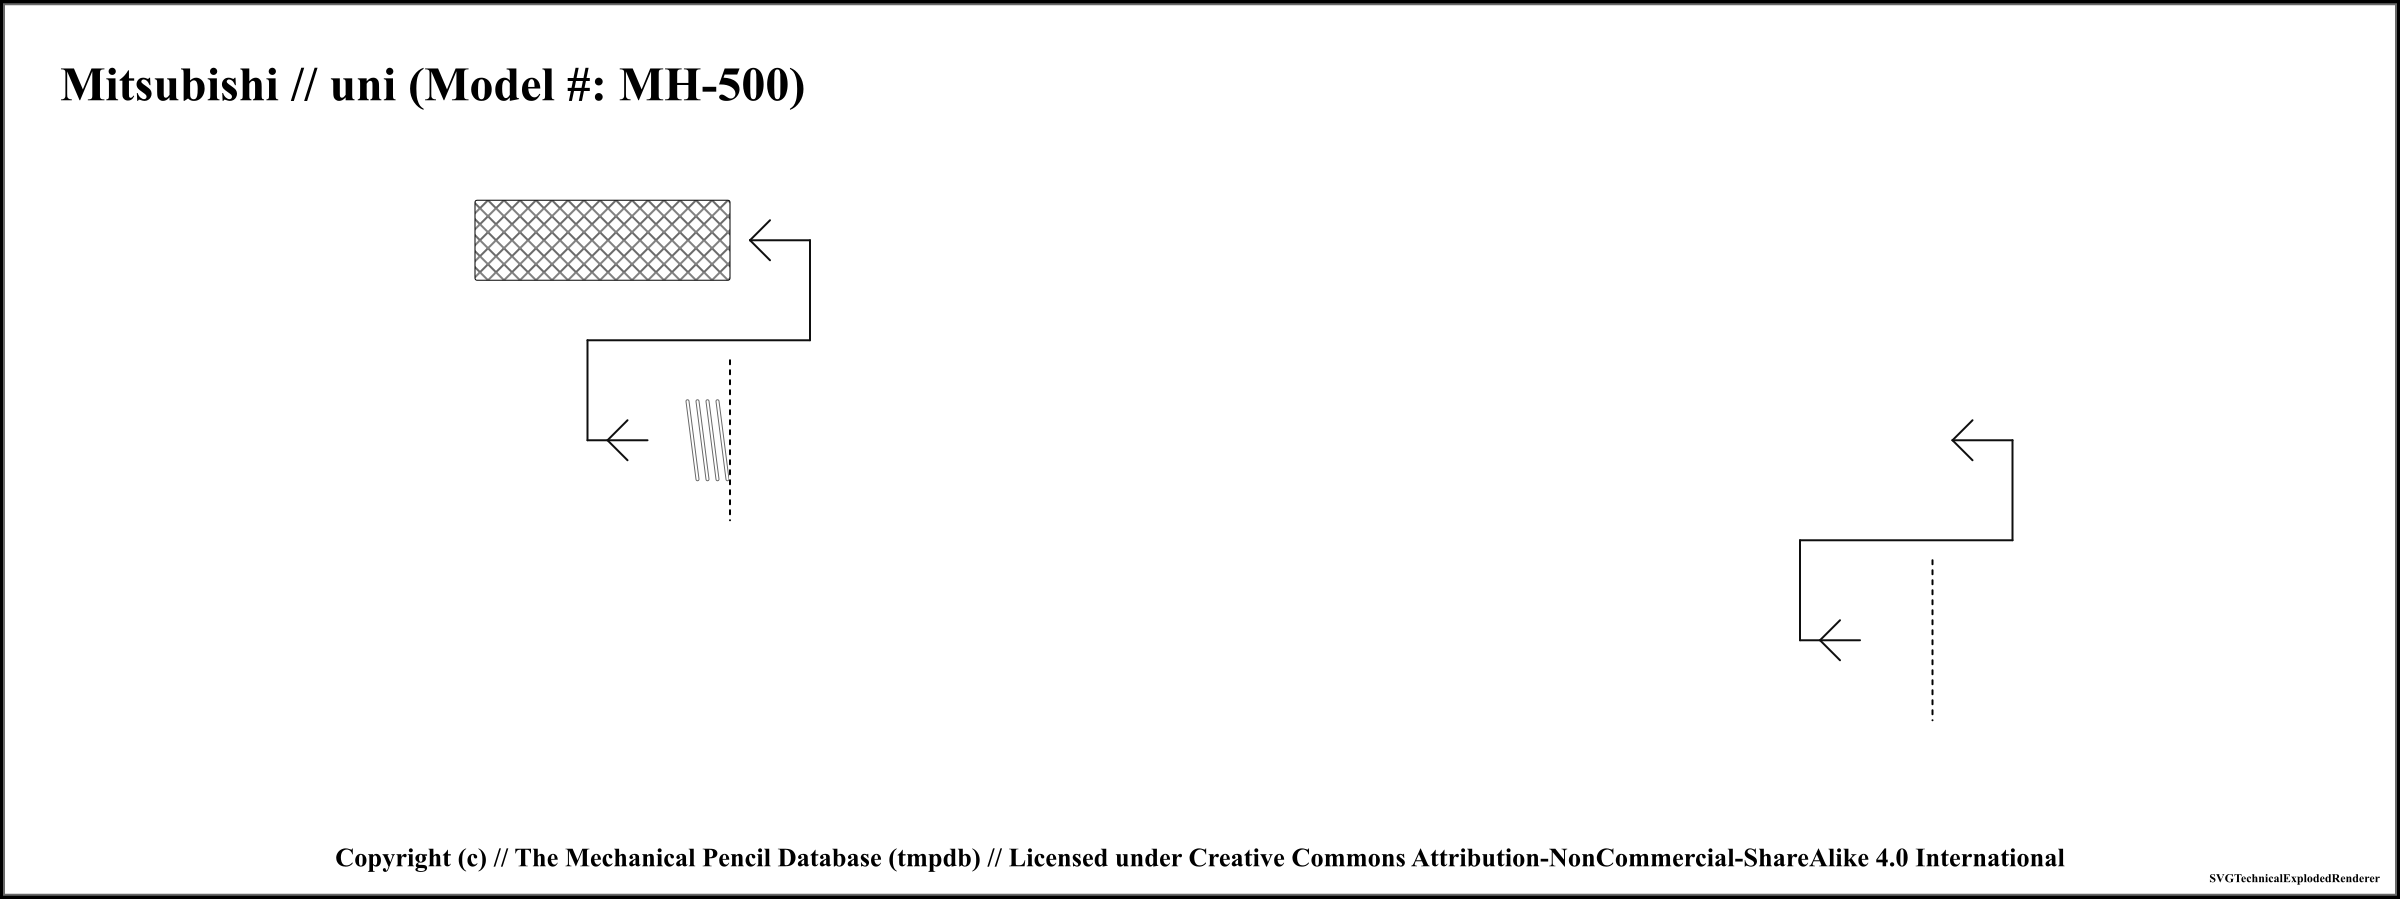 Mitsubishi // uni (Model #: MH-500)
Copyright (c) // The Mechanical Pencil Database (tmpdb) // Licensed under Creative Commons Attribution-NonCommercial-ShareAlike 4.0 International
SVGTechnicalExplodedRenderer